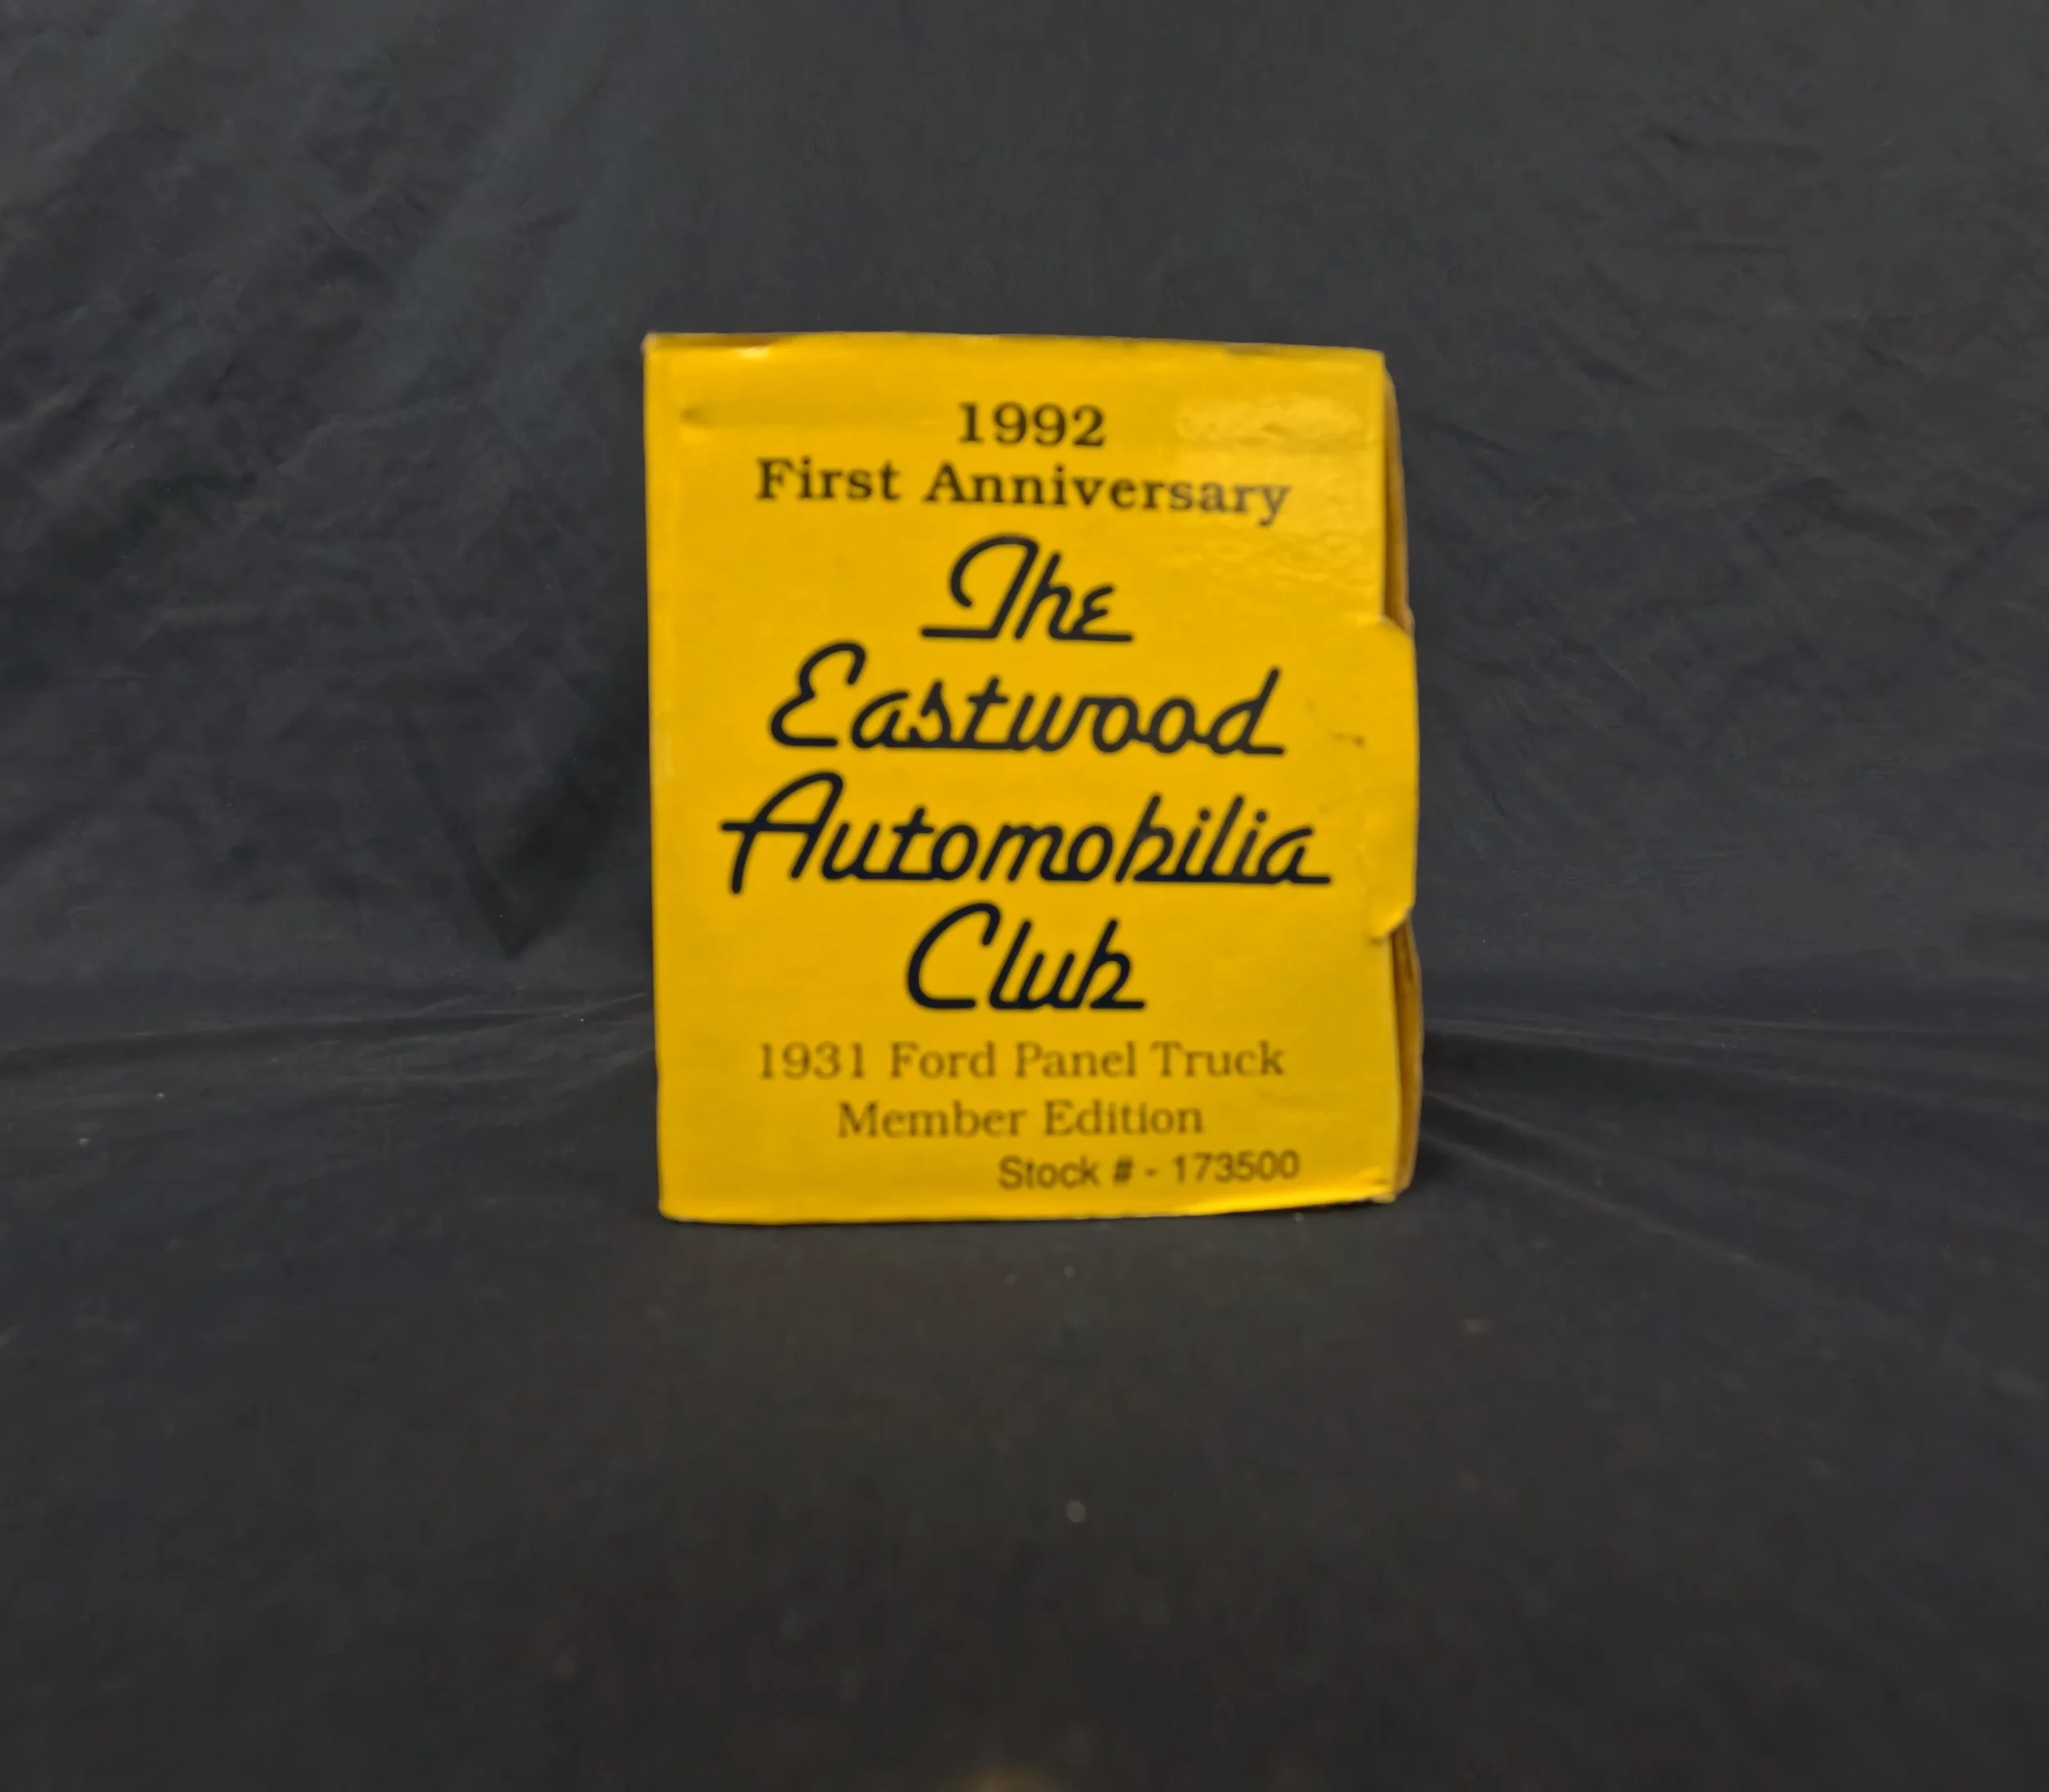 1992
First Anniversary
The
Eastwood
Automobilia
Club
1931 Ford Panel Truck
Member Edition
Stock # - 173500